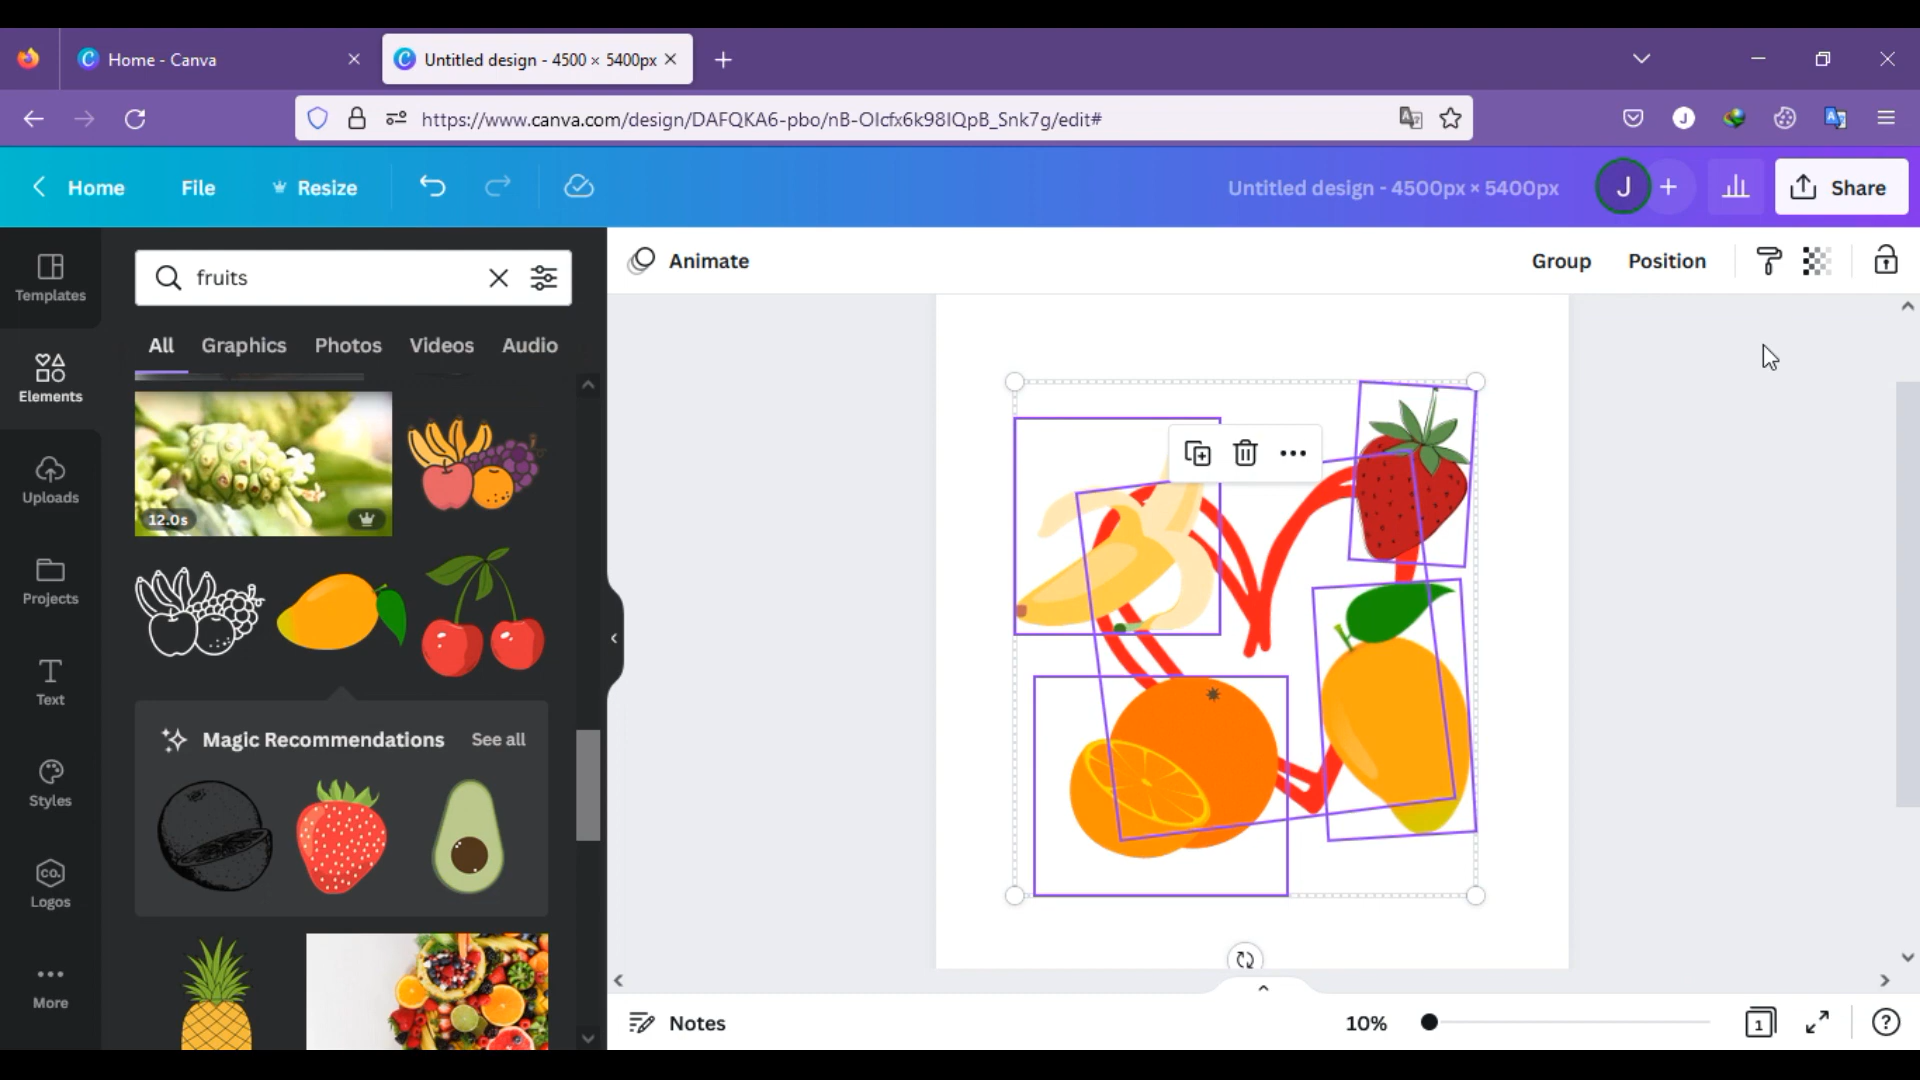 Home - Canva
Untitled design - 4500 × 5400px
https://www.canva.com/design/DAFQKA6-pbo/nB-OIcfx6k98IQpB_Snk7g/edit#
Home
File
Resize
Untitled design - 4500px × 5400px
J
Share
Templates
fruits
Animate
Group
Position
All
Graphics
Photos
Videos
Audio
Elements
Uploads
12.0s
Projects
Text
Magic Recommendations
See all
Styles
CO.
Logos
More
Notes
10%
1